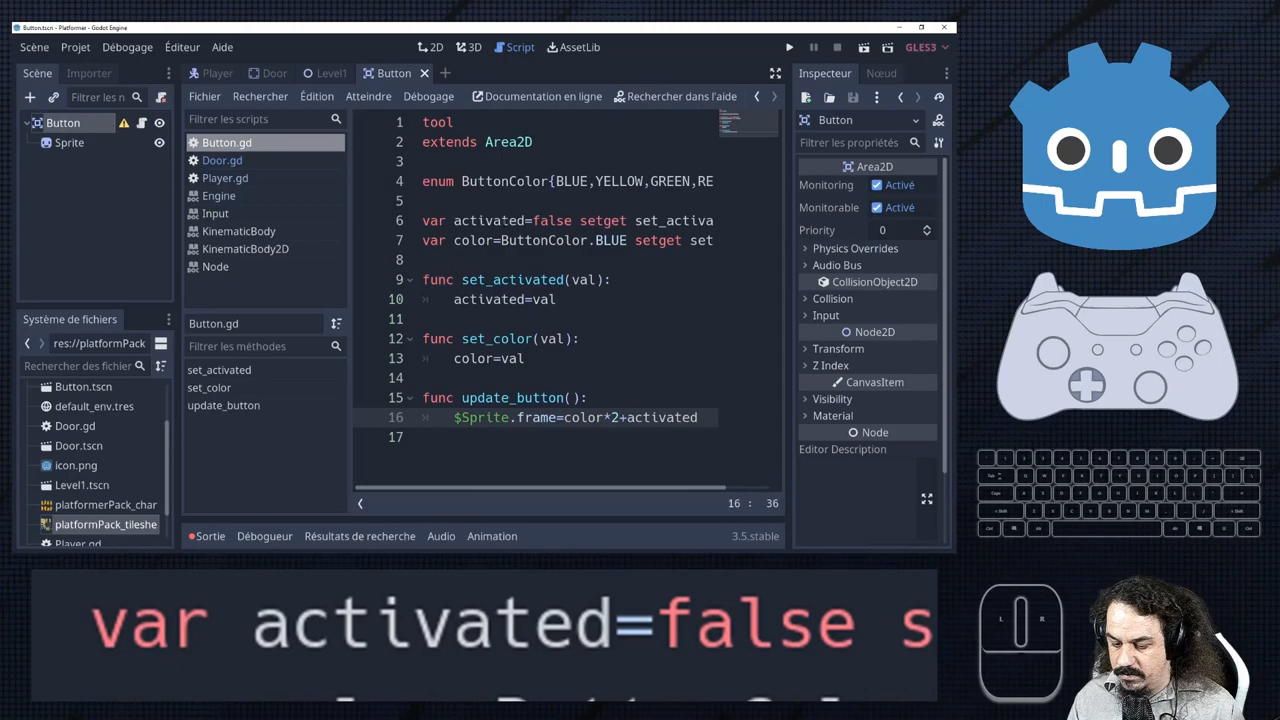 Button.tscn - Platformer - Godot Engine
Scène Projet Débogage Éditeur Aide
2D 3D Script AssetLib
GLES3
Scène Importer
Filtrer les n
Button
Sprite
Système de fichiers
res://platformPack
Rechercher des fichier
Button.tscn
default_env.tres
Door.gd
Door.tscn
icon.png
Level1.tscn
platformerPack_char
platformPack_tileshe
Player.gd
Player Door Level1 Button
Fichier Rechercher Édition Atteindre Débogage Documentation en ligne Rechercher dans l'aide
Filtrer les scripts
Button.gd
Door.gd
Player.gd
Engine
Input
KinematicBody
KinematicBody2D
Node
Button.gd
Filtrer les méthodes
set_activated
set_color
update_button
1 tool
2 extends Area2D
3
4 enum ButtonColor{BLUE,YELLOW,GREEN,RE
5
6 var activated=false setget set_activa
7 var color=ButtonColor.BLUE setget set
8
9 func set_activated(val):
10 activated=val
11
12 func set_color(val):
13 color=val
14
15 func update_button():
16 $Sprite.frame=color*2+activated
17
16 : 36
Sortie Débogueur Résultats de recherche Audio Animation 3.5.stable
Inspecteur Nœud
Button
Filtrer les propriétés
Area2D
Monitoring Activé
Monitorable Activé
Priority 0
Physics Overrides
Audio Bus
CollisionObject2D
Collision
Input
Node2D
Transform
Z Index
CanvasItem
Visibility
Material
Node
Editor Description
var activated=false s
L R